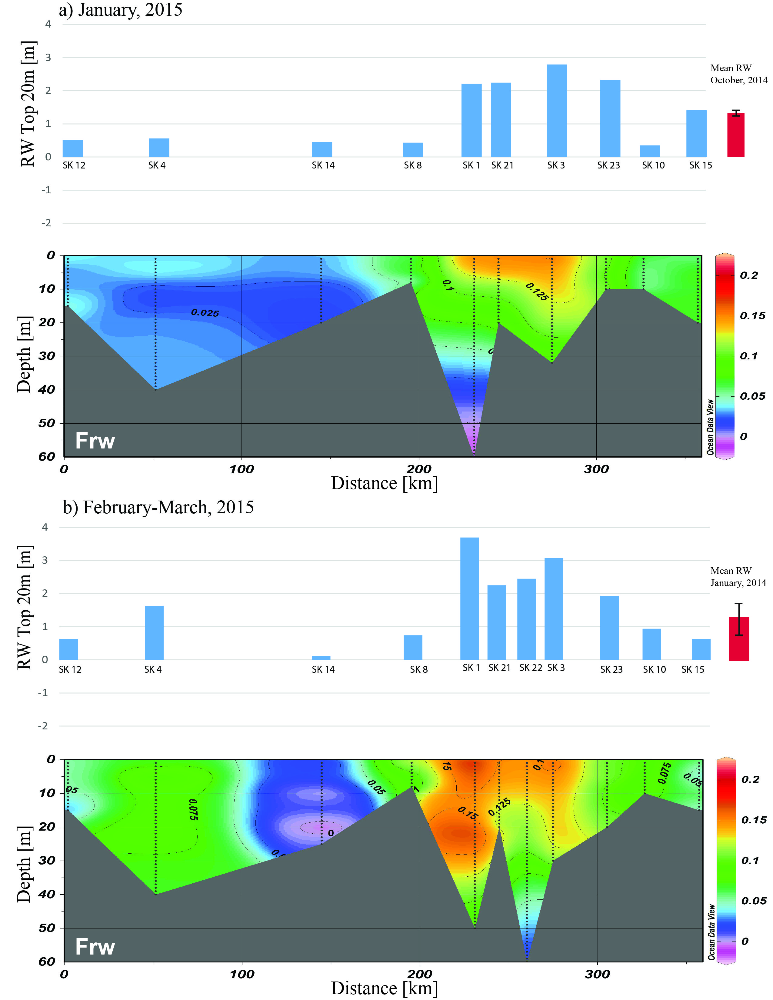 a) January, 2015
RW Top 20m [m]
4
3
2
1
0
-1
-2
Mean RW
October, 2014
SK 12 SK 4 SK 14 SK 8 SK 1 SK 21 SK 3 SK 23 SK 10 SK 15
Depth [m]
0
10
20
30
40
50
60
0.025
0.1
0.125
Frw
0 100 200 300
Distance [km]
Ocean Data View
0.2
0.15
0.1
0.05
0
b) February-March, 2015
RW Top 20m [m]
4
3
2
1
0
-1
-2
Mean RW
January, 2014
SK 12 SK 4 SK 14 SK 8 SK 1 SK 21 SK 22 SK 3 SK 23 SK 10 SK 15
Depth [m]
0
10
20
30
40
50
60
05
0.075
0
0.05
15
0.15
0.125
0.1
0.075
0.05
Frw
0 100 200 300
Distance [km]
Ocean Data View
0.2
0.15
0.1
0.05
0